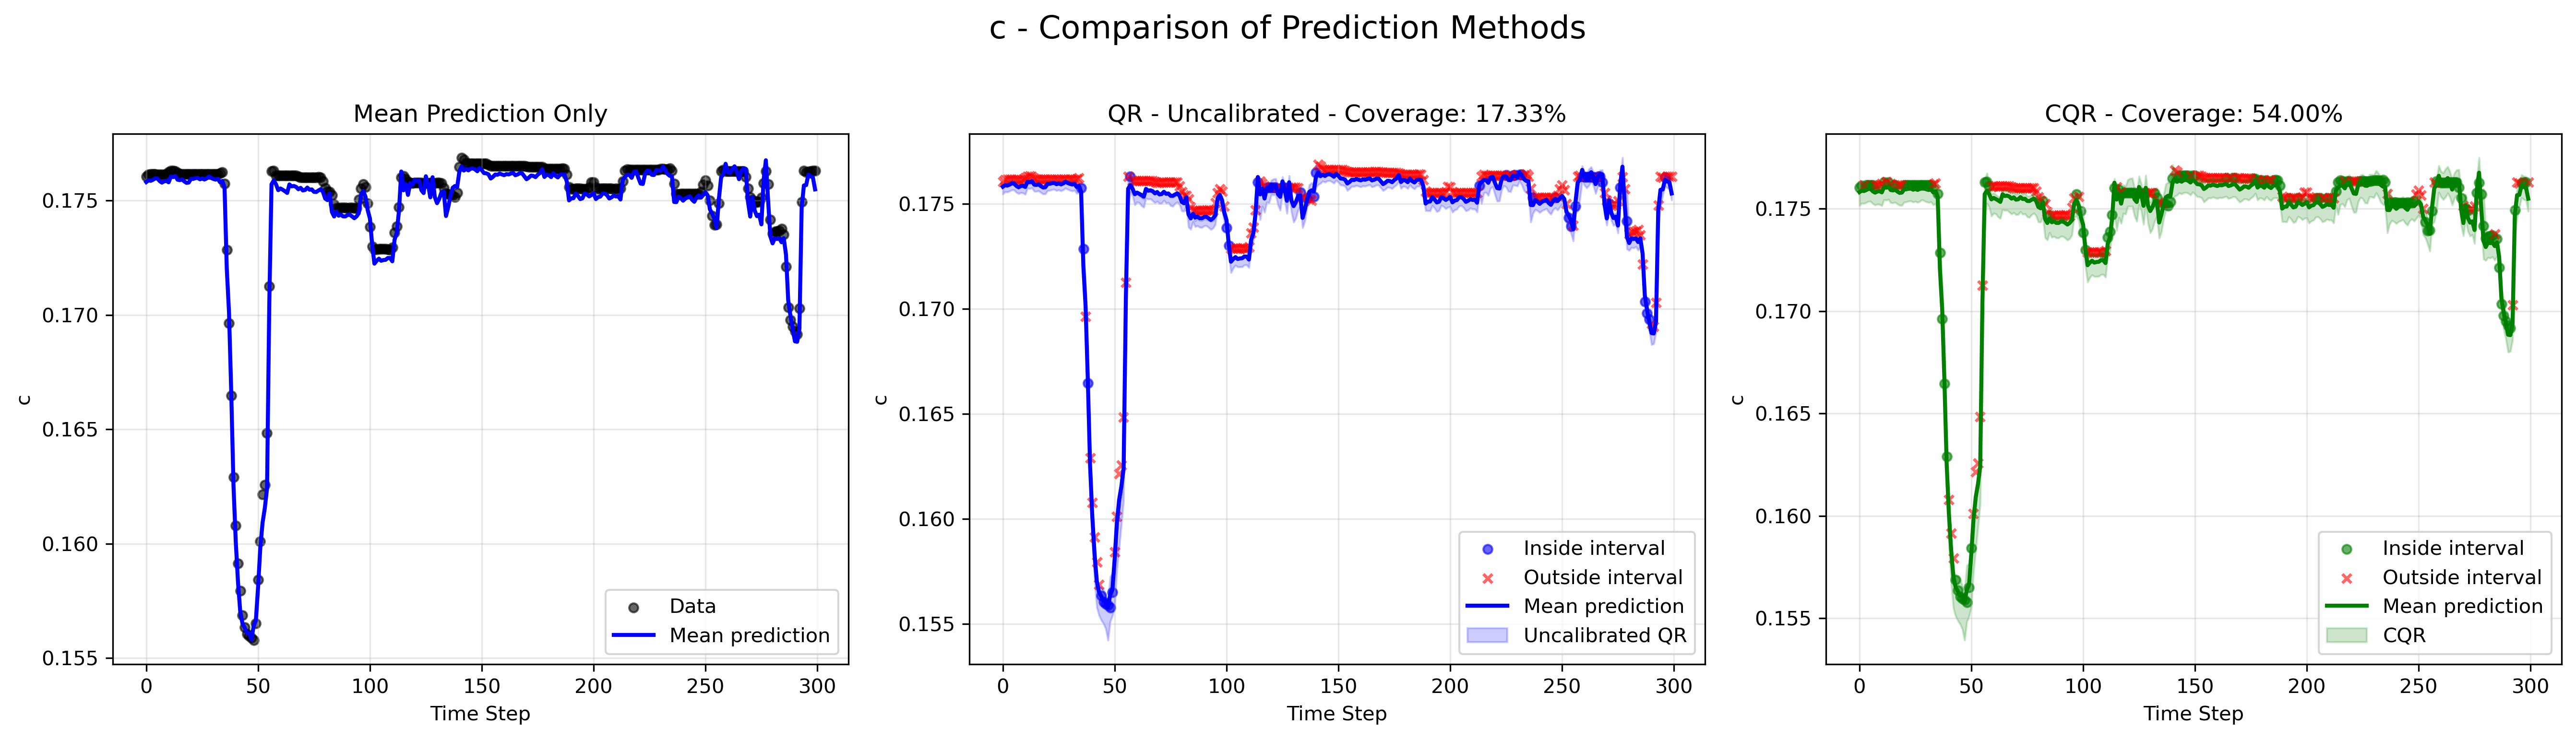 c - Comparison of Prediction Methods
Mean Prediction Only
c
0.175
0.170
0.165
0.160
0.155
0
50
100
150
200
250
300
Time Step
Data
Mean prediction
QR - Uncalibrated - Coverage: 17.33%
c
0.175
0.170
0.165
0.160
0.155
0
50
100
150
200
250
300
Time Step
Inside interval
Outside interval
Mean prediction
Uncalibrated QR
CQR - Coverage: 54.00%
c
0.175
0.170
0.165
0.160
0.155
0
50
100
150
200
250
300
Time Step
Inside interval
Outside interval
Mean prediction
CQR